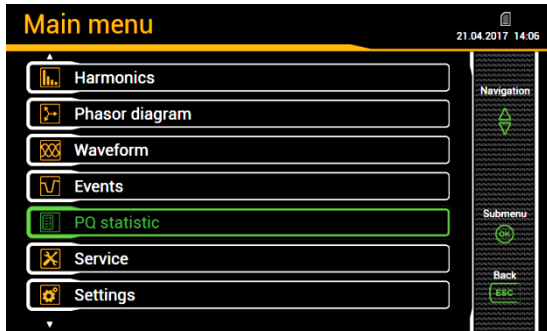 Main menu
21.04.2017 14:06
Harmonics
Navigation
Phasor diagram
Waveform
Events
PQ statistic
Submenu
OK
Service
Back
Settings
ESC